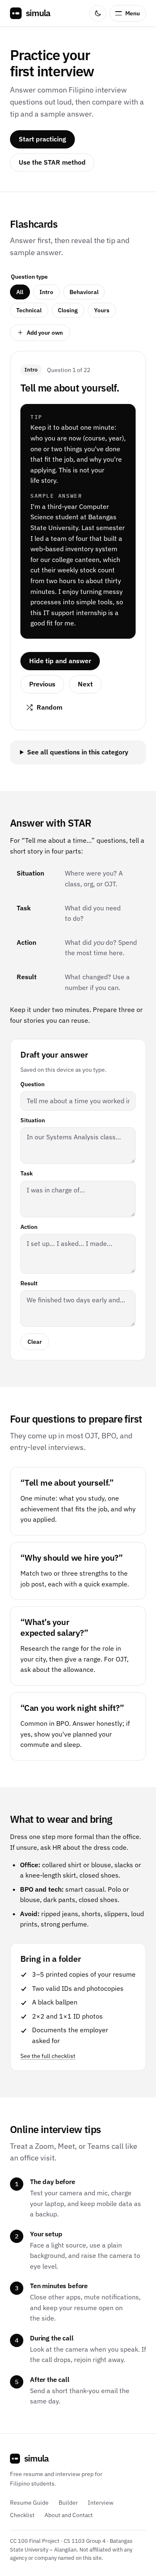 simula
Menu
Practice your
first interview
Answer common Filipino interview
questions out loud, then compare with a
tip and a sample answer.
Start practicing
Use the STAR method
Flashcards
Answer first, then reveal the tip and
sample answer.
Question type
All
Intro
Behavioral
Technical
Closing
Yours
Add your own
Intro
Question 1 of 22
Tell me about yourself.
TIP
Keep it to about one minute:
who you are now (course, year),
one or two things you've done
that fit the job, and why you're
applying. This is not your
life story.
SAMPLE ANSWER
I'm a third-year Computer
Science student at Batangas
State University. Last semester
I led a team of four that built a
web-based inventory system
for our college canteen, which
cut their weekly stock count
from two hours to about thirty
minutes. I enjoy turning messy
processes into simple tools, so
this IT support internship is a
good fit for me.
Hide tip and answer
Previous
Next
Random
See all questions in this category
Answer with STAR
For “Tell me about a time…” questions, tell a
short story in four parts:
Situation
Where were you? A
class, org, or OJT.
Task
What did you need
to do?
Action
What did you do? Spend
the most time here.
Result
What changed? Use a
number if you can.
Keep it under two minutes. Prepare three or
four stories you can reuse.
Draft your answer
Saved on this device as you type.
Question
Tell me about a time you worked i
Situation
In our Systems Analysis class…
Task
I was in charge of…
Action
I set up… I asked… I made…
Result
We finished two days early and…
Clear
Four questions to prepare first
They come up in most OJT, BPO, and
entry-level interviews.
“Tell me about yourself.”
One minute: what you study, one
achievement that fits the job, and why
you applied.
“Why should we hire you?”
Match two or three strengths to the
job post, each with a quick example.
“What's your
expected salary?”
Research the range for the role in
your city, then give a range. For OJT,
ask about the allowance.
“Can you work night shift?”
Common in BPO. Answer honestly; if
yes, show you've planned your
commute and sleep.
What to wear and bring
Dress one step more formal than the office.
If unsure, ask HR about the dress code.
Office: collared shirt or blouse, slacks or
a knee-length skirt, closed shoes.
BPO and tech: smart casual. Polo or
blouse, dark pants, closed shoes.
Avoid: ripped jeans, shorts, slippers, loud
prints, strong perfume.
Bring in a folder
3–5 printed copies of your resume
Two valid IDs and photocopies
A black ballpen
2×2 and 1×1 ID photos
Documents the employer
asked for
See the full checklist
Online interview tips
Treat a Zoom, Meet, or Teams call like
an office visit.
1
The day before
Test your camera and mic, charge
your laptop, and keep mobile data as
a backup.
2
Your setup
Face a light source, use a plain
background, and raise the camera to
eye level.
3
Ten minutes before
Close other apps, mute notifications,
and keep your resume open on
the side.
4
During the call
Look at the camera when you speak. If
the call drops, rejoin right away.
5
After the call
Send a short thank-you email the
same day.
simula
Free resume and interview prep for
Filipino students.
Resume Guide
Builder
Interview
Checklist
About and Contact
CC 100 Final Project · CS 1103 Group 4 · Batangas
State University – Alangilan. Not affiliated with any
agency or company named on this site.